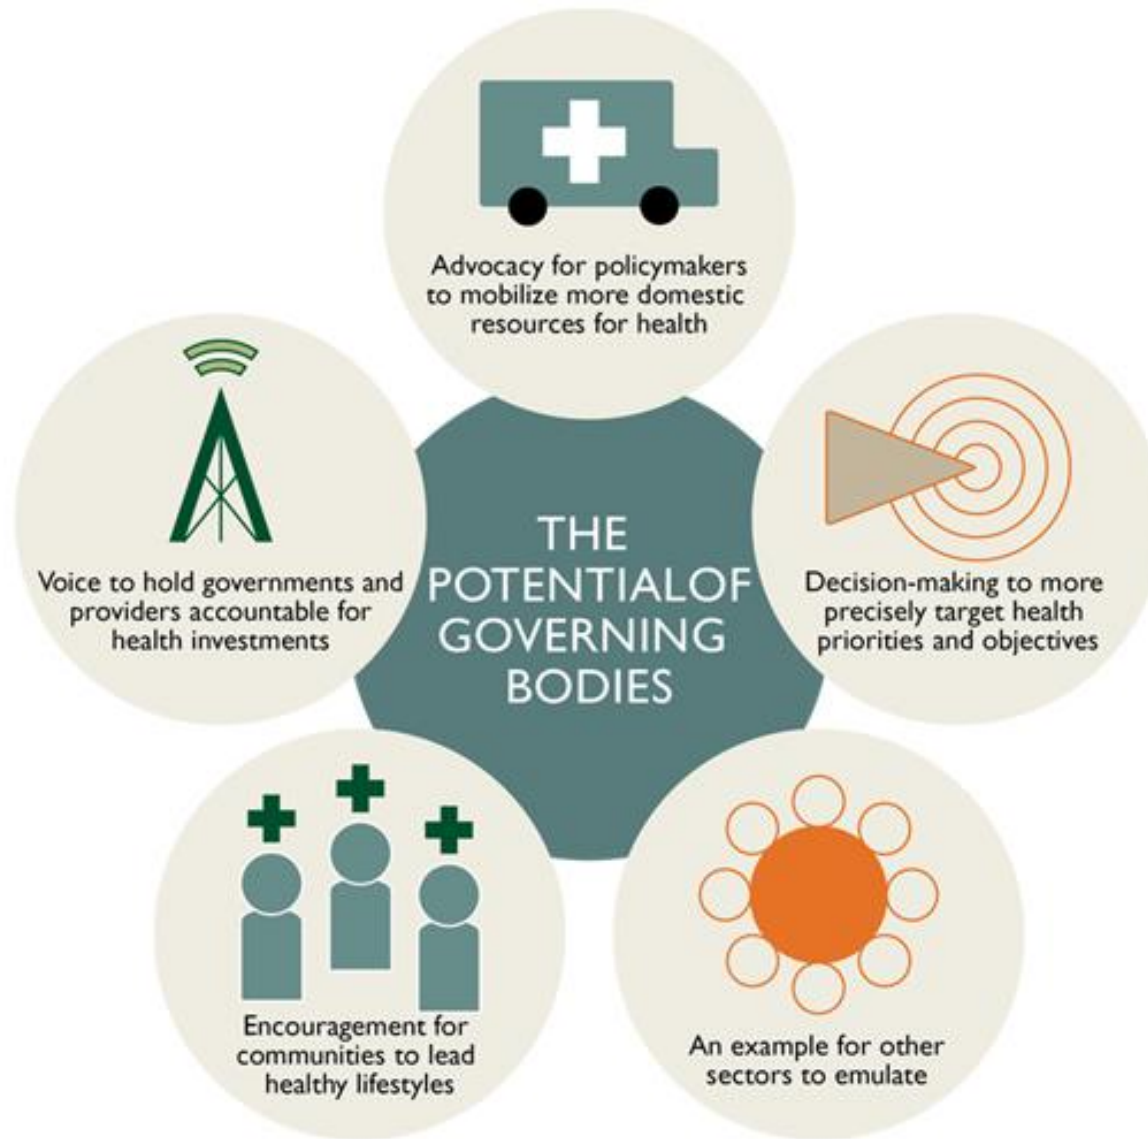 Advocacy for policymakers
to mobilize more domestic
resources for health
Voice to hold governments and
providers accountable for
health investments
THE
POTENTIALOF
GOVERNING
BODIES
Decision-making to more
precisely target health
priorities and objectives
Encouragement for
communities to lead
healthy lifestyles
An example for other
sectors to emulate